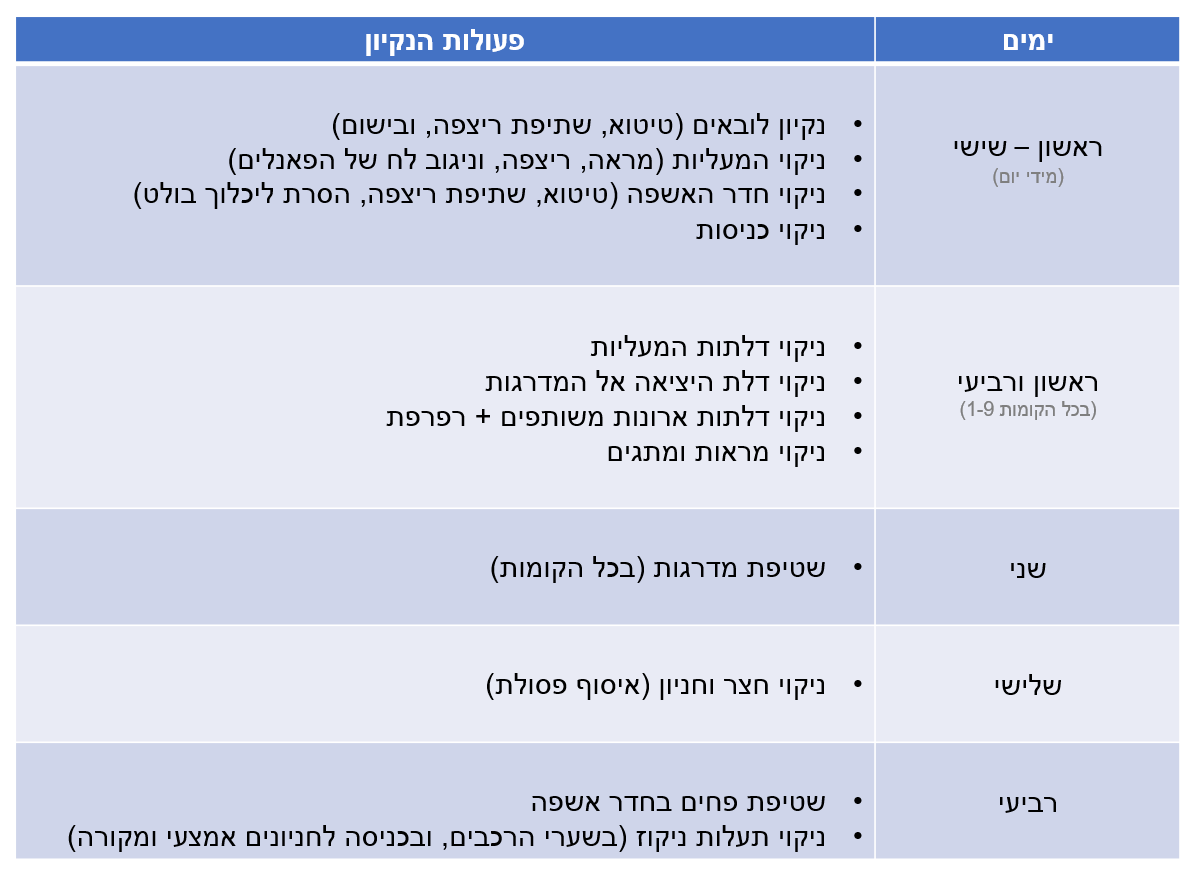 ימים
פעולות הנקיון
ראשון – שישי
(מידי יום)
• נקיון לובאים (טיטוא, שתיפת ריצפה, ובישום)
• ניקוי המעליות (מראה, ריצפה, וניגוב לח של הפאנלים)
• ניקוי חדר האשפה (טיטוא, שתיפת ריצפה, הסרת ליכלוך בולט)
• ניקוי כניסות
ראשון ורביעי
(בכל הקומות 1-9)
• ניקוי דלתות המעליות
• ניקוי דלת היציאה אל המדרגות
• ניקוי דלתות ארונות משותפים + רפרפת
• ניקוי מראות ומתגים
שני
• שטיפת מדרגות (בכל הקומות)
שלישי
• ניקוי חצר וחניון (איסוף פסולת)
רביעי
• שטיפת פחים בחדר אשפה
• ניקוי תעלות ניקוז (בשערי הרכבים, ובכניסה לחניונים אמצעי ומקורה)